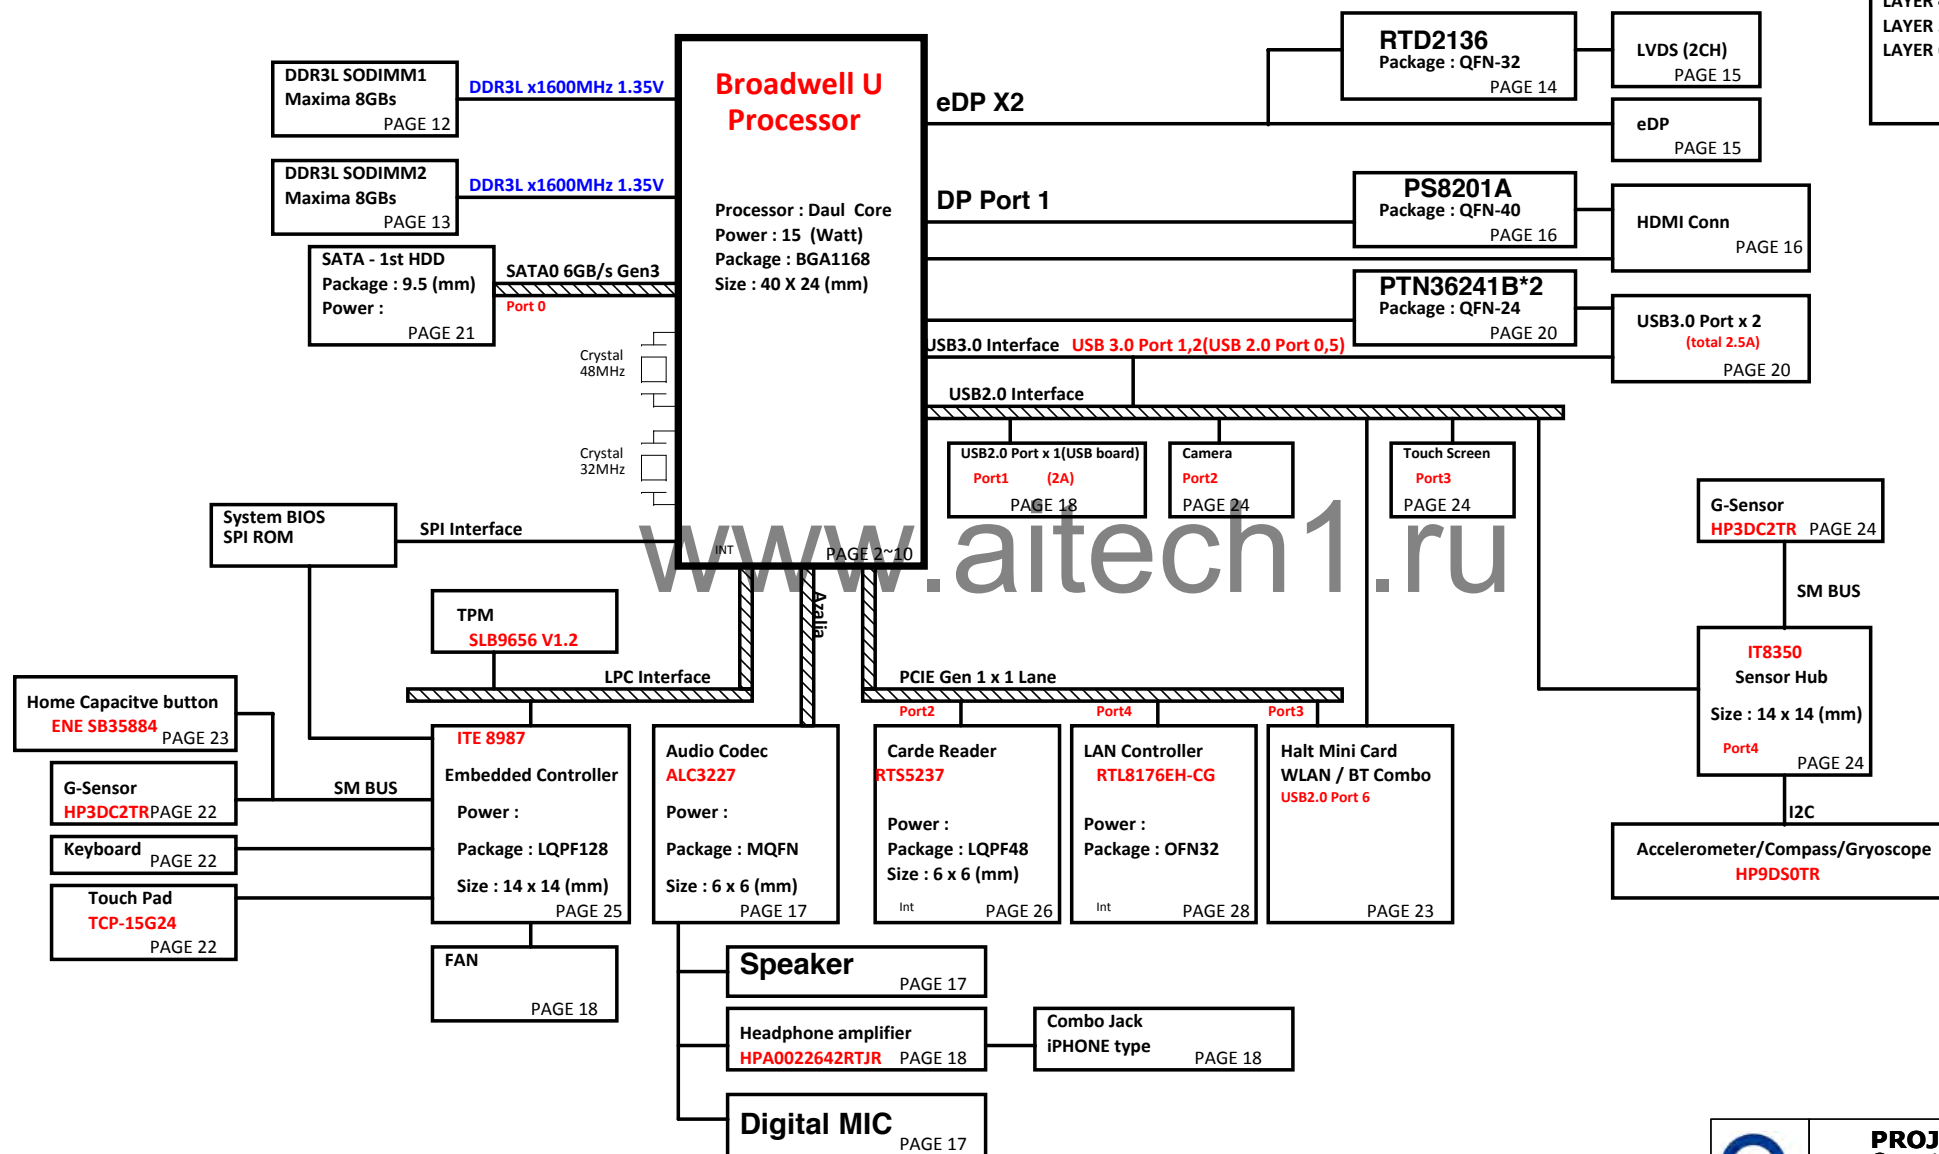 LAYER
LAYER
LAYER
DDR3L SODIMM1
Maxima 8GBs
PAGE 12
DDR3L x1600MHz 1.35V
DDR3L SODIMM2
Maxima 8GBs
PAGE 13
DDR3L x1600MHz 1.35V
SATA - 1st HDD
Package : 9.5 (mm)
Power :
PAGE 21
SATA0 6GB/s Gen3
Port 0
Crystal
48MHz
Crystal
32MHz
Broadwell U
Processor
Processor : Daul Core
Power : 15 (Watt)
Package : BGA1168
Size : 40 X 24 (mm)
INT
PAGE 2~10
eDP X2
RTD2136
Package : QFN-32
PAGE 14
LVDS (2CH)
PAGE 15
eDP
PAGE 15
DP Port 1
PS8201A
Package : QFN-40
PAGE 16
HDMI Conn
PAGE 16
PTN36241B*2
Package : QFN-24
PAGE 20
USB3.0 Port x 2
(total 2.5A)
PAGE 20
USB3.0 Interface USB 3.0 Port 1,2(USB 2.0 Port 0,5)
USB2.0 Interface
USB2.0 Port x 1(USB board)
Port1 (2A)
PAGE 18
Camera
Port2
PAGE 24
Touch Screen
Port3
PAGE 24
www.aitech1.ru
G-Sensor
HP3DC2TR PAGE 24
SM BUS
IT8350
Sensor Hub
Size : 14 x 14 (mm)
Port4
PAGE 24
I2C
Accelerometer/Compass/Gryoscope
HP9DS0TR
System BIOS
SPI ROM
SPI Interface
TPM
SLB9656 V1.2
LPC Interface
Azalia
PCIE Gen 1 x 1 Lane
Port2
Port4
Port3
Home Capacitve button
ENE SB35884
PAGE 23
G-Sensor
HP3DC2TR PAGE 22
SM BUS
Keyboard
PAGE 22
Touch Pad
TCP-15G24
PAGE 22
ITE 8987
Embedded Controller
Power :
Package : LQPF128
Size : 14 x 14 (mm)
PAGE 25
FAN
PAGE 18
Audio Codec
ALC3227
Power :
Package : MQFN
Size : 6 x 6 (mm)
PAGE 17
Carde Reader
RTS5237
Power :
Package : LQPF48
Size : 6 x 6 (mm)
Int
PAGE 26
LAN Controller
RTL8176EH-CG
Power :
Package : OFN32
Int
PAGE 28
Halt Mini Card
WLAN / BT Combo
USB2.0 Port 6
PAGE 23
Speaker
PAGE 17
Headphone amplifier
HPA0022642RTJR PAGE 18
Combo Jack
iPHONE type
PAGE 18
Digital MIC
PAGE 17
PROJ